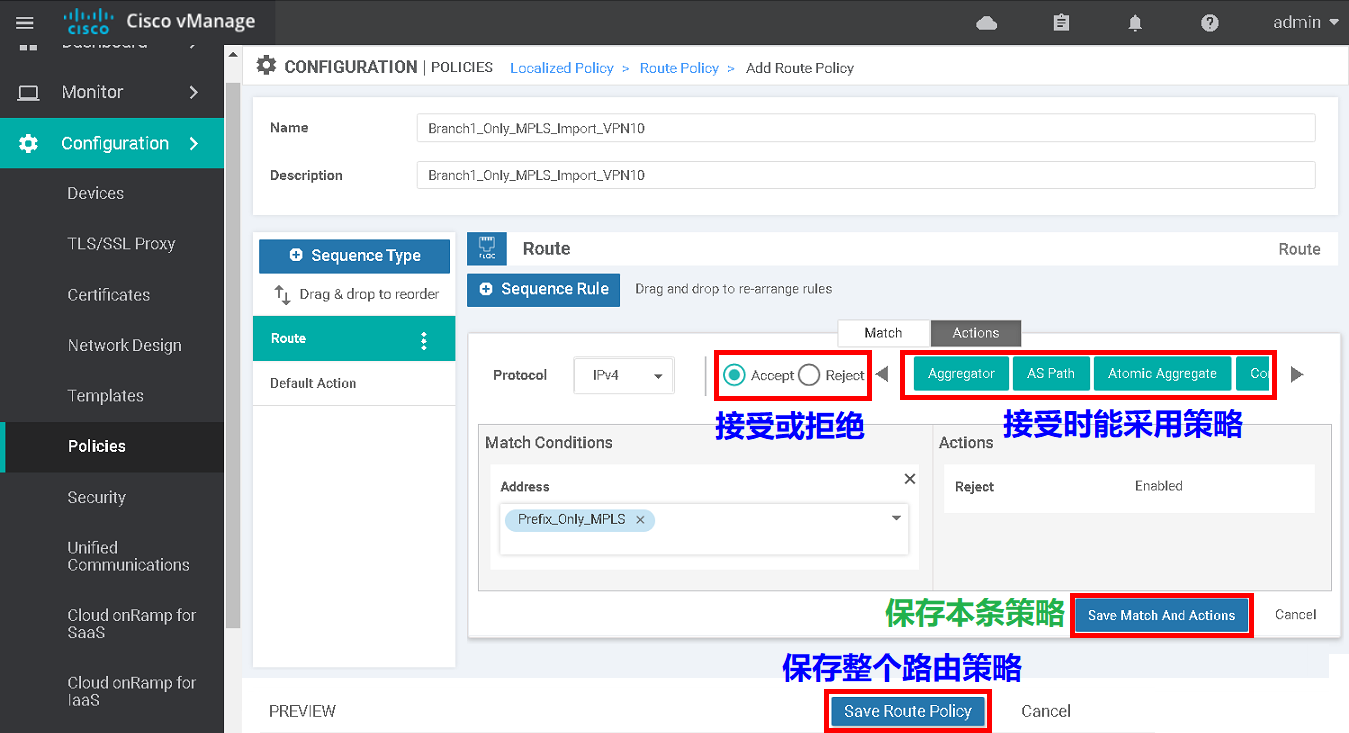 CISCO Cisco vManage admin
Dashboard
Monitor
Configuration
Devices
TLS/SSL Proxy
Certificates
Network Design
Templates
Policies
Security
Unified
Communications
Cloud onRamp for
SaaS
Cloud onRamp for
IaaS
CONFIGURATION | POLICIES Localized Policy > Route Policy > Add Route Policy
Name Branch1_Only_MPLS_Import_VPN10
Description Branch1_Only_MPLS_Import_VPN10
Sequence Type
Drag & drop to reorder
Route
Default Action
Route Route
Sequence Rule Drag and drop to re-arrange rules
Match Actions
Protocol IPv4 Accept Reject Aggregator AS Path Atomic Aggregate
接受或拒绝 接受时能采用策略
Match Conditions Actions
Address
Prefix_Only_MPLS
Reject Enabled
保存本条策略 Save Match And Actions Cancel
保存整个路由策略
PREVIEW Save Route Policy Cancel